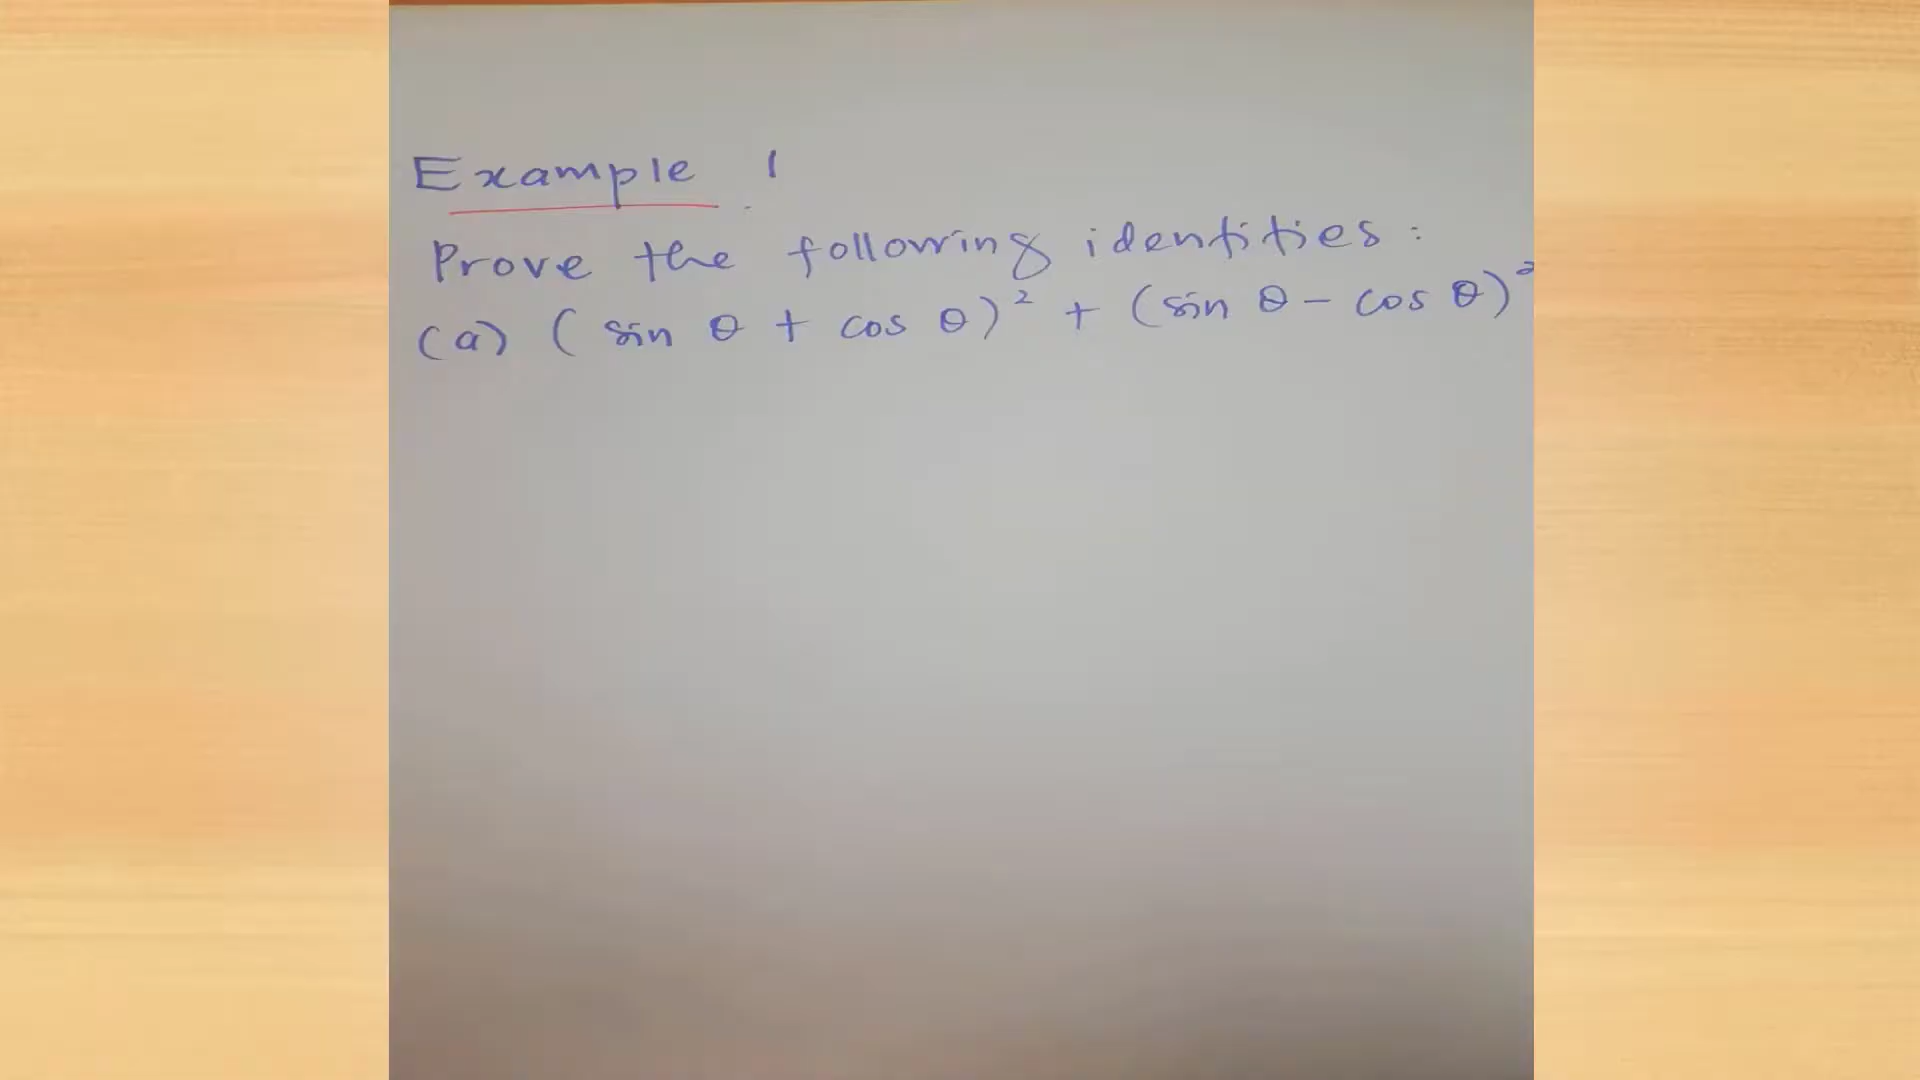 Example 1
Prove the following identities :
(a) (sin θ + cos θ)² + (sin θ - cos θ)²